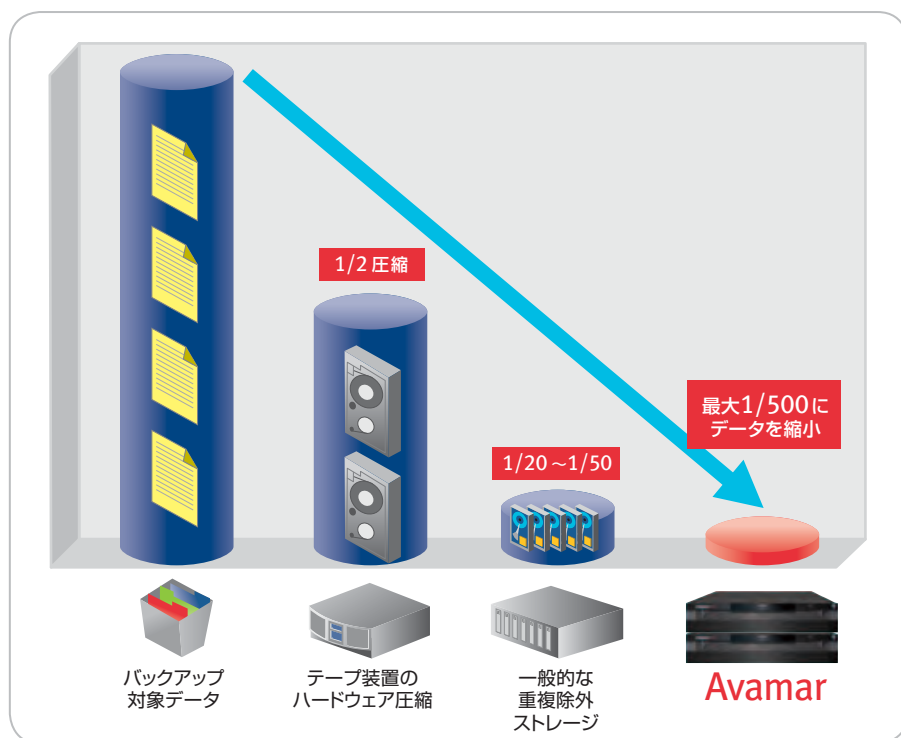 1/2 圧縮
最大1/500に
データを縮小
1/20～1/50
バックアップ
対象データ
テープ装置の
ハードウェア圧縮
一般的な
重複除外
ストレージ
Avamar